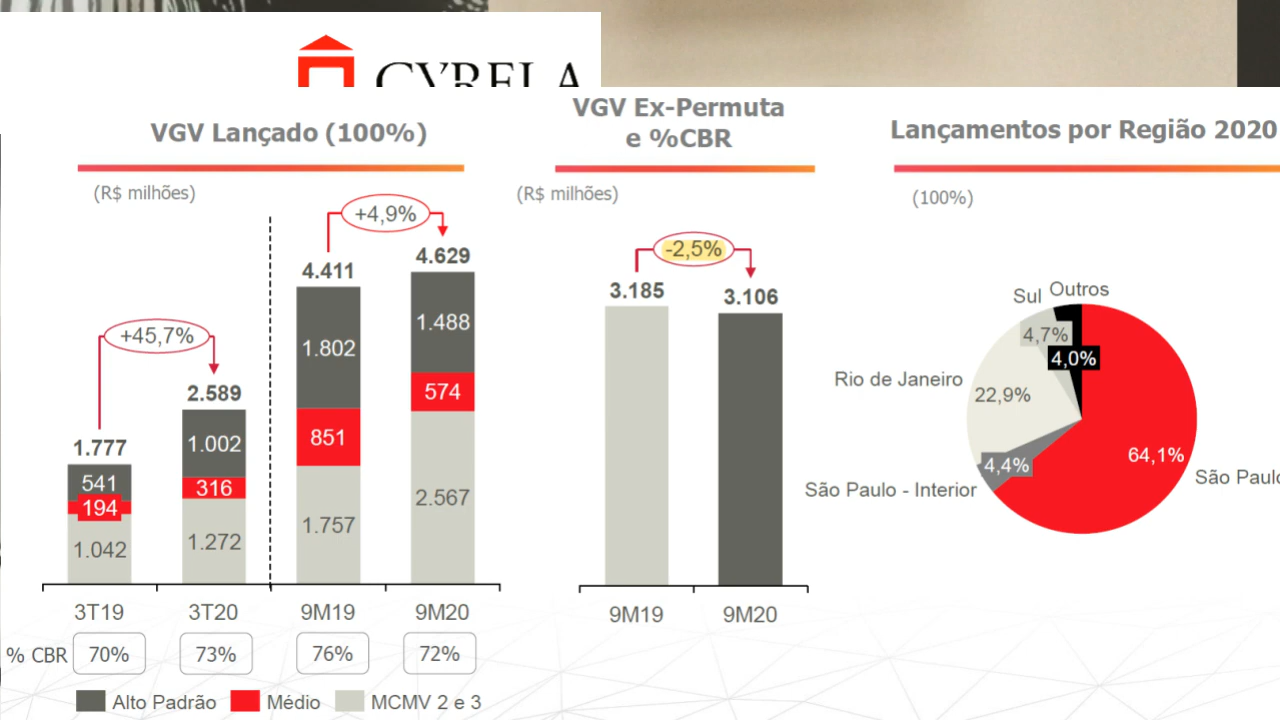 CYRELA
VGV Lançado (100%)
(R$ milhões)
+45,7%
+4,9%
1.777
541
194
1.042
2.589
1.002
316
1.272
4.411
1.802
851
1.757
4.629
1.488
574
2.567
3T19
3T20
9M19
9M20
% CBR
70%
73%
76%
72%
Alto Padrão
Médio
MCMV 2 e 3
VGV Ex-Permuta
e %CBR
(R$ milhões)
-2,5%
3.185
3.106
9M19
9M20
Lançamentos por Região 2020
(100%)
Sul
Outros
4,7%
4,0%
Rio de Janeiro
22,9%
4,4%
São Paulo - Interior
64,1%
São Paulo